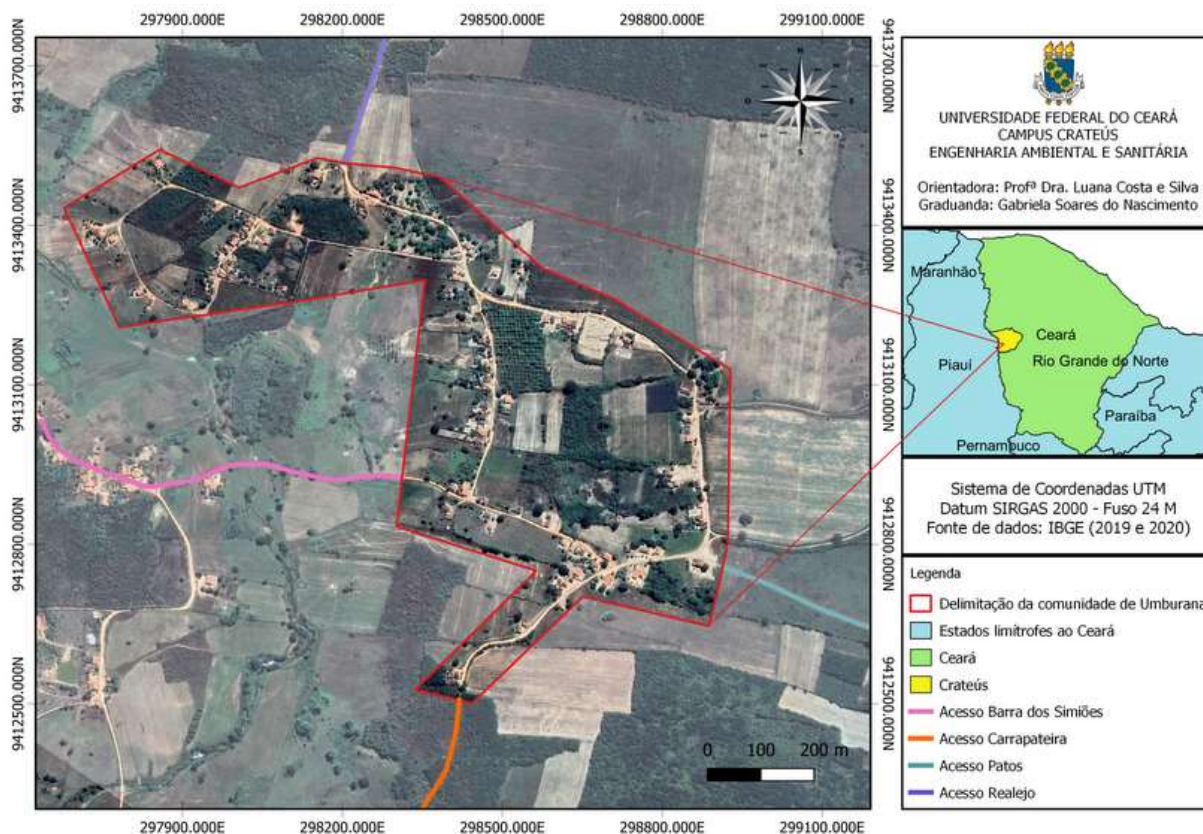 297900.000E 298200.000E 298500.000E 298800.000E 299100.000E
9413700.000N 9413400.000N 9413100.000N 9412800.000N 9412500.000N
N
E
S
0 100 200 m
9413700.000N 9413400.000N 9413100.000N 9412800.000N 9412500.000N
297900.000E 298200.000E 298500.000E 298800.000E 299100.000E
UNIVERSIDADE FEDERAL DO CEARÁ
CAMPUS CRATEÚS
ENGENHARIA AMBIENTAL E SANITÁRIA
Orientadora: Profª Dra. Luana Costa e Silva
Graduanda: Gabriela Soares do Nascimento
Maranhão
Ceará
Piauí
Rio Grande do Norte
Paraíba
Pernambuco
Sistema de Coordenadas UTM
Datum SIRGAS 2000 - Fuso 24 M
Fonte de dados: IBGE (2019 e 2020)
Legenda
Delimitação da comunidade de Umburana
Estados limítrofes ao Ceará
Ceará
Crateús
Acesso Barra dos Simiões
Acesso Carrapateira
Acesso Patos
Acesso Realejo